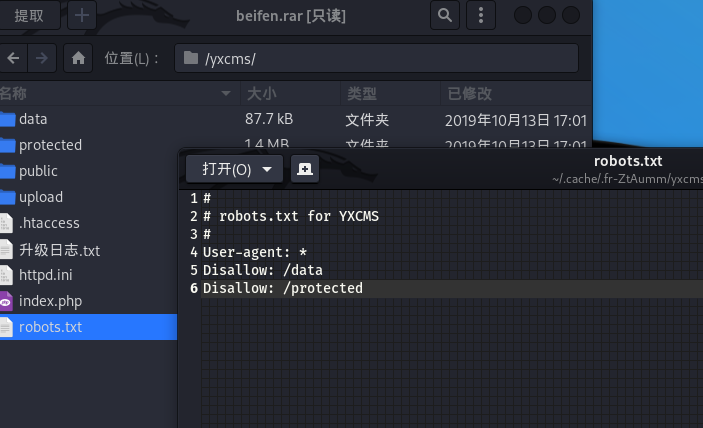 提取
beifen.rar [只读]
位置(L)：
/yxcms/
名称
大小
类型
已修改
data
87.7 kB
文件夹
2019年10月13日 17:01
protected
1.4 MB
文件夹
2019年10月13日 17:01
public
upload
.htaccess
升级日志.txt
httpd.ini
index.php
robots.txt
打开(O)
robots.txt
~/.cache/.fr-ZtAumm/yxcms
1 #
2 # robots.txt for YXCMS
3 #
4 User-agent: *
5 Disallow: /data
6 Disallow: /protected